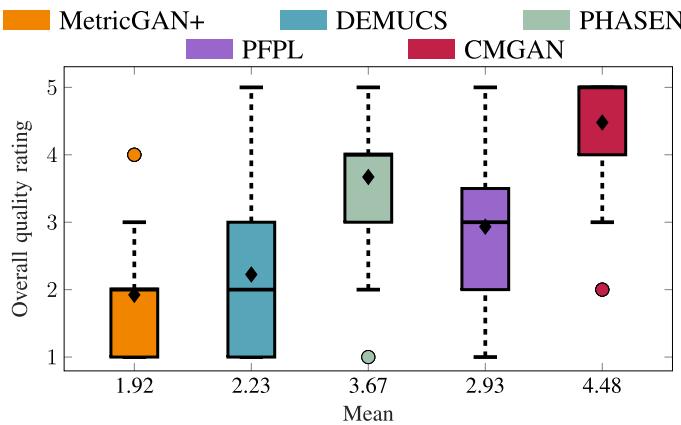 MetricGAN+ DEMUCS PHASEN
PFPL CMGAN
Overall quality rating
5
4
3
2
1
1.92 2.23 3.67 2.93 4.48
Mean